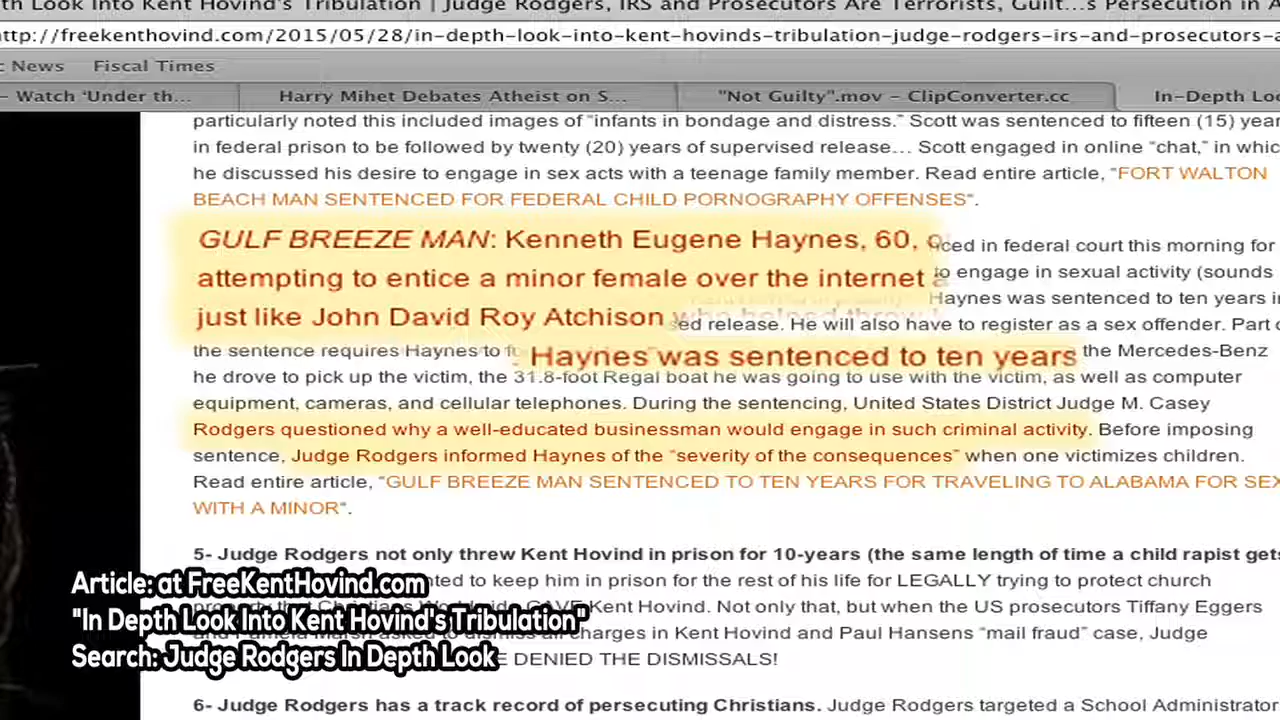 th Look Into Kent Hovind's Tribulation | Judge Rodgers, IRS and Prosecutors Are Terrorists, Guilt...s Persecution in A
http://freekenthovind.com/2015/05/28/in-depth-look-into-kent-hovinds-tribulation-judge-rodgers-irs-and-prosecutors-a
c News Fiscal Times
– Watch 'Under th... Harry Mihet Debates Atheist on S... "Not Guilty".mov – ClipConverter.cc In-Depth Loo
particularly noted this included images of "infants in bondage and distress." Scott was sentenced to fifteen (15) year
in federal prison to be followed by twenty (20) years of supervised release... Scott engaged in online "chat," in whic
he discussed his desire to engage in sex acts with a teenage family member. Read entire article, "FORT WALTON
BEACH MAN SENTENCED FOR FEDERAL CHILD PORNOGRAPHY OFFENSES".
GULF BREEZE MAN: Kenneth Eugene Haynes, 60, ced in federal court this morning for
attempting to entice a minor female over the internet to engage in sexual activity (sounds
just like John David Roy Atchison who helped throw
Haynes was sentenced to ten years i
sed release. He will also have to register as a sex offender. Part o
the sentence requires Haynes to Haynes was sentenced to ten years the Mercedes-Benz
he drove to pick up the victim, the 31.8-foot Regal boat he was going to use with the victim, as well as computer
equipment, cameras, and cellular telephones. During the sentencing, United States District Judge M. Casey
Rodgers questioned why a well-educated businessman would engage in such criminal activity. Before imposing
sentence, Judge Rodgers informed Haynes of the "severity of the consequences" when one victimizes children.
Read entire article, "GULF BREEZE MAN SENTENCED TO TEN YEARS FOR TRAVELING TO ALABAMA FOR SEX
WITH A MINOR".
5- Judge Rodgers not only threw Kent Hovind in prison for 10-years (the same length of time a child rapist gets
nted to keep him in prison for the rest of his life for LEGALLY trying to protect church
Kent Hovind. Not only that, but when the US prosecutors Tiffany Eggers
charges in Kent Hovind and Paul Hansens "mail fraud" case, Judge
E DENIED THE DISMISSALS!
6- Judge Rodgers has a track record of persecuting Christians. Judge Rodgers targeted a School Administrator
Article: at FreeKentHovind.com
"In Depth Look Into Kent Hovind's Tribulation"
Search: Judge Rodgers In Depth Look